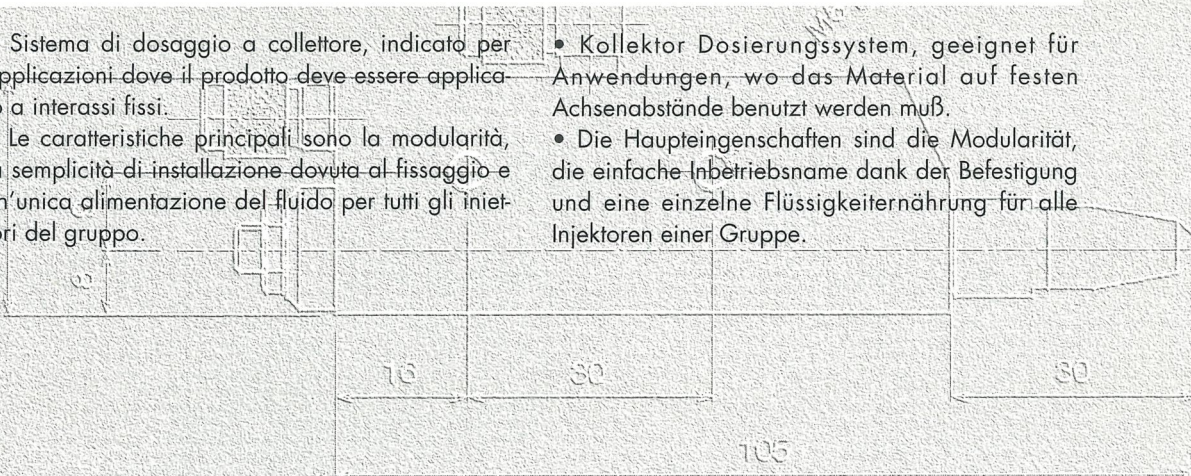 Sistema di dosaggio a collettore, indicato per
pplicazioni dove il prodotto deve essere applica-
o a interassi fissi.
Le caratteristiche principali sono la modularità,
a semplicità di installazione dovuta al fissaggio e
n'unica alimentazione del fluido per tutti gli iniet-
ri del gruppo.
• Kollektor Dosierungssystem, geeignet für
Anwendungen, wo das Material auf festen
Achsenabstände benutzt werden muß.
• Die Haupteingenschaften sind die Modularität,
die einfache Inbetriebsname dank der Befestigung
und eine einzelne Flüssigkeiternährung für alle
Injektoren einer Gruppe.
16
30
30
105